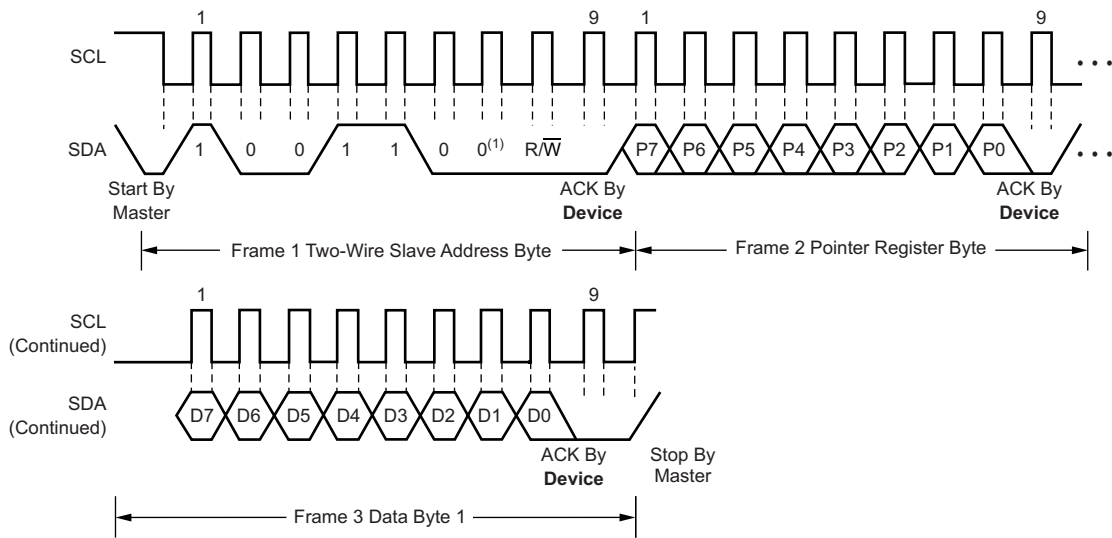 1 9 1 9
SCL
SDA 1 0 0 1 1 0 0(1) R/W̅ P7 P6 P5 P4 P3 P2 P1 P0
Start By
Master
ACK By
Device
ACK By
Device
Frame 1 Two-Wire Slave Address Byte
Frame 2 Pointer Register Byte
1 9
SCL
(Continued)
SDA
(Continued)
D7 D6 D5 D4 D3 D2 D1 D0
ACK By
Device
Stop By
Master
Frame 3 Data Byte 1